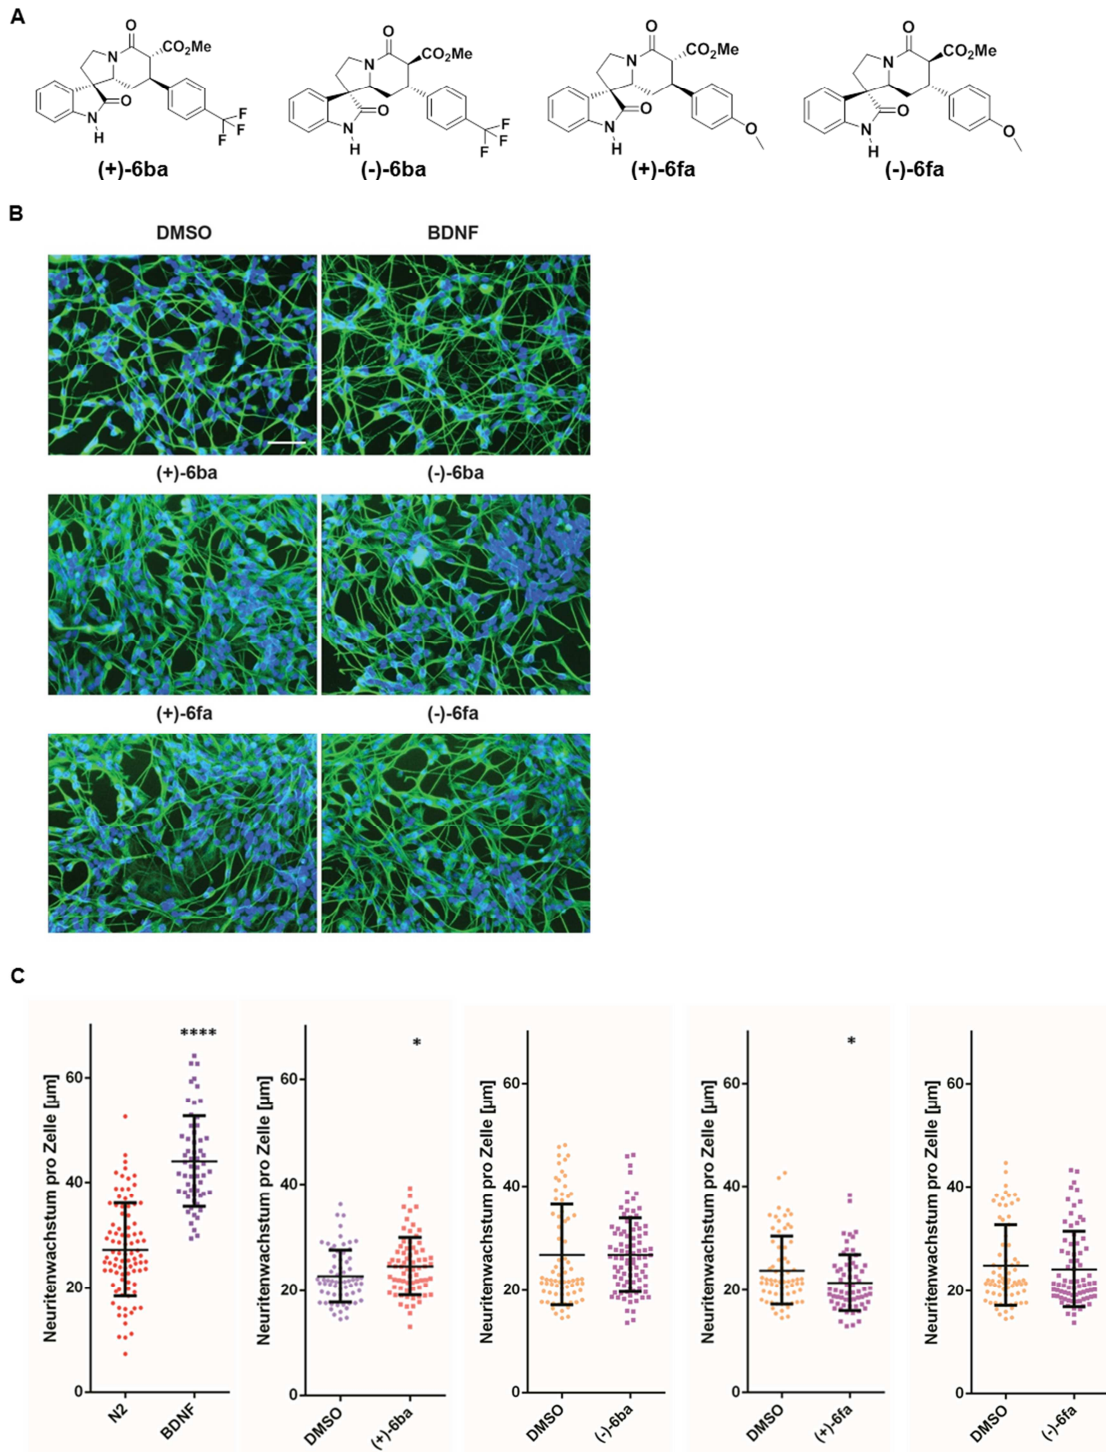 A
O
N
CO₂Me
O
N
H
F
F
F
(+)-6ba
O
N
CO₂Me
O
N
H
F
F
F
(-)-6ba
O
N
CO₂Me
O
N
H
O
(+)-6fa
O
N
CO₂Me
O
N
H
O
(-)-6fa
B
DMSO BDNF
(+)-6ba (-)-6ba
(+)-6fa (-)-6fa
C
Neuritenwachstum pro Zelle [µm]
60
40
20
0
****
N2 BDNF
Neuritenwachstum pro Zelle [µm]
60
40
20
0
*
DMSO (+)-6ba
Neuritenwachstum pro Zelle [µm]
60
40
20
0
DMSO (-)-6ba
Neuritenwachstum pro Zelle [µm]
60
40
20
0
*
DMSO (+)-6fa
Neuritenwachstum pro Zelle [µm]
60
40
20
0
DMSO (-)-6fa